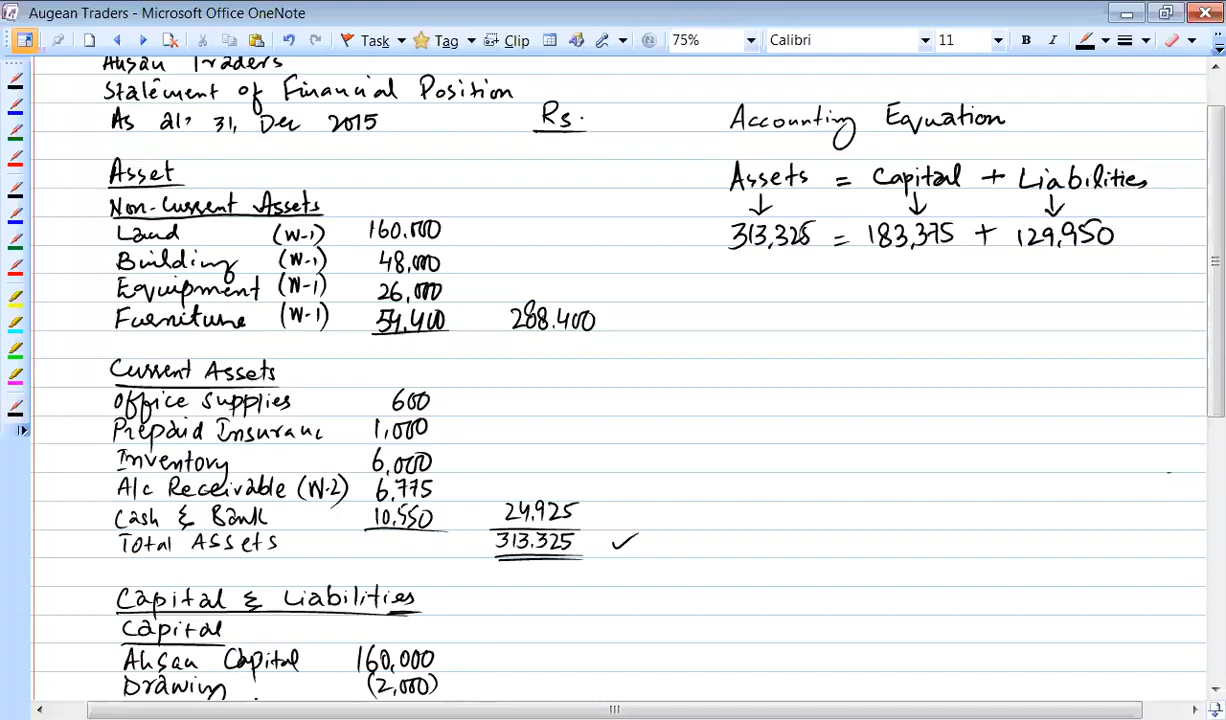 Augean Traders - Microsoft Office OneNote
Task Tag Clip 75% Calibri 11 B
Ahsan Traders
Statement of Financial Position
As at 31, Dec 2015 Rs.
Asset
Non-Current Assets
Land (W-1) 160.000
Building (W-1) 48,000
Equipment (W-1) 26,000
Furniture (W-1) 54.400 288.400
Current Assets
Office Supplies 600
Prepaid Insuranc 1,000
Inventory 6,000
A/c Receivable (W-2) 6,775
Cash & Bank 10,550 24,925
Total Assets 313.325 ✓
Capital & Liabilities
Capital
Ahsan Capital 160,000
Drawing (2,000)
Accounting Equation
Assets = Capital + Liabilities
↓ ↓ ↓
313,325 = 183,375 + 129,950